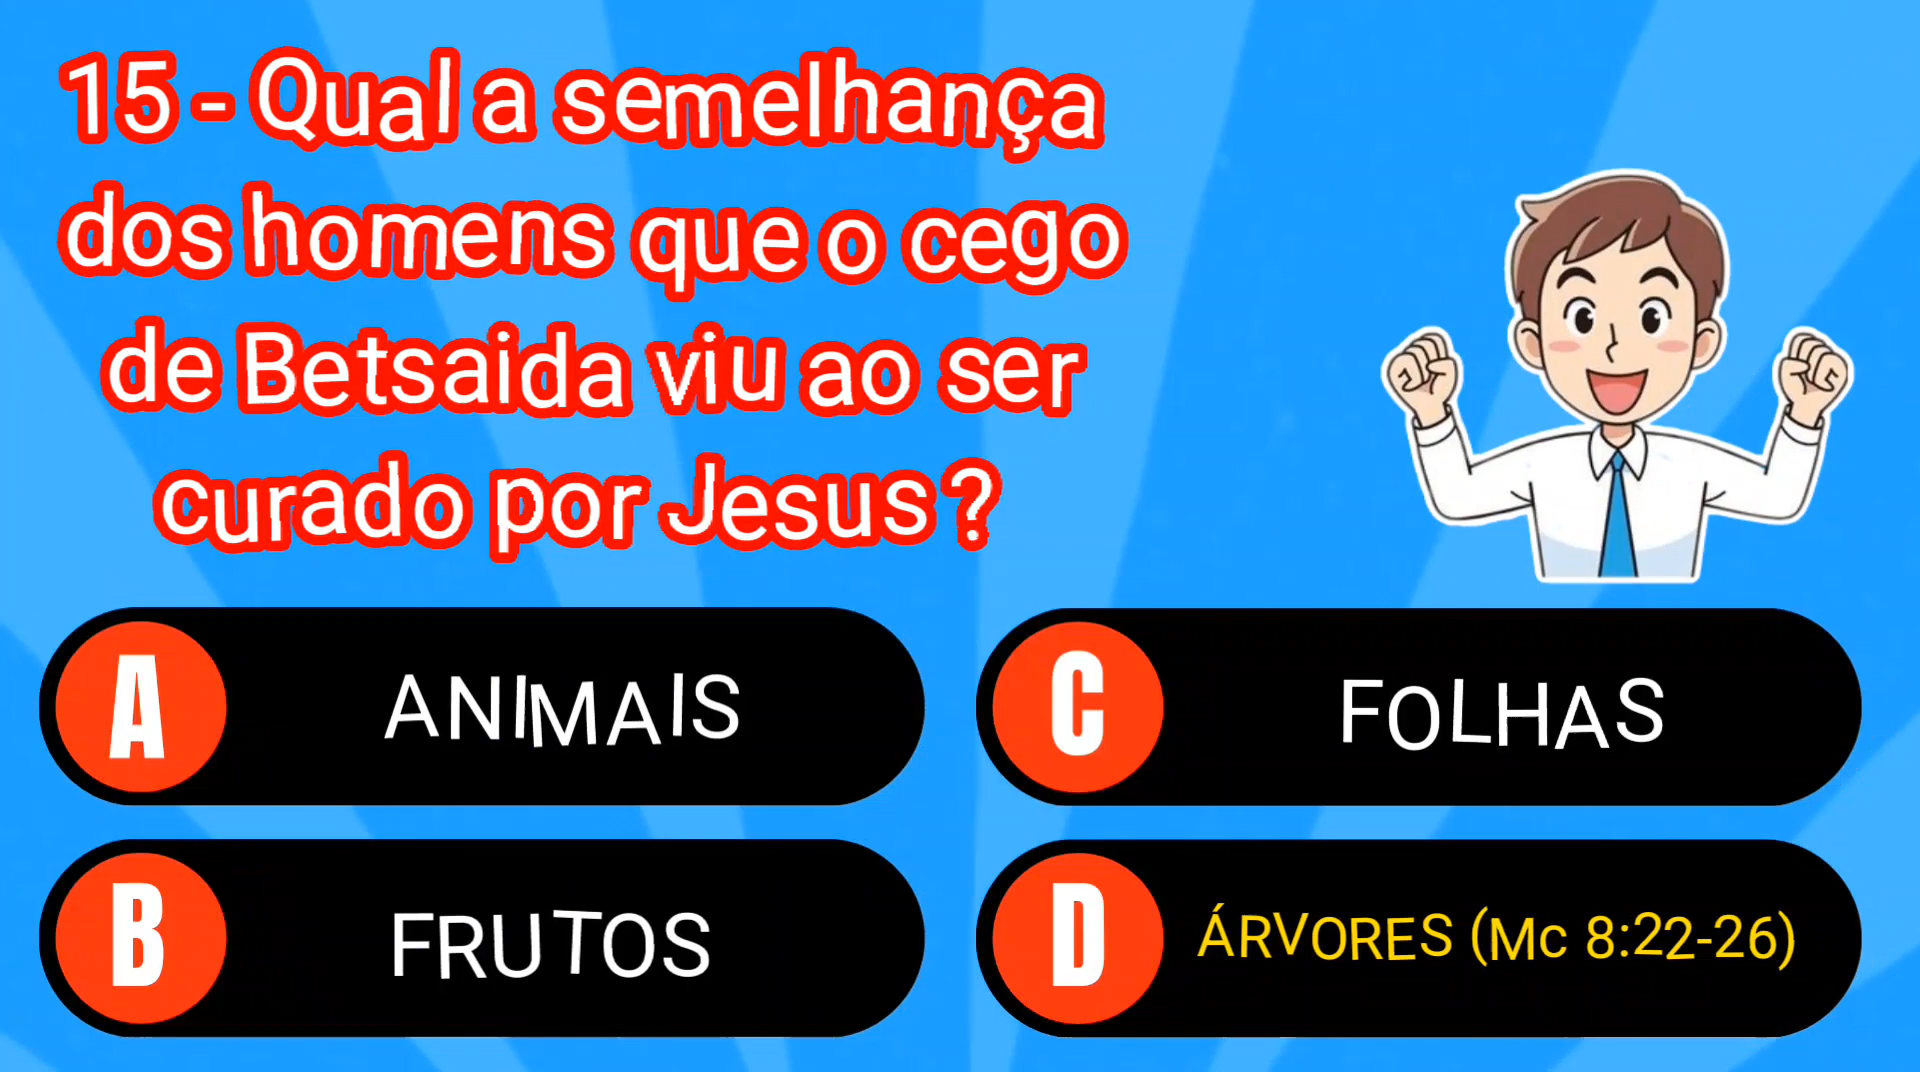 15 - Qual a semelhança
dos homens que o cego
de Betsaida viu ao ser
curado por Jesus ?
A ANIMAIS
C FOLHAS
B FRUTOS
D ÁRVORES (Mc 8:22-26)